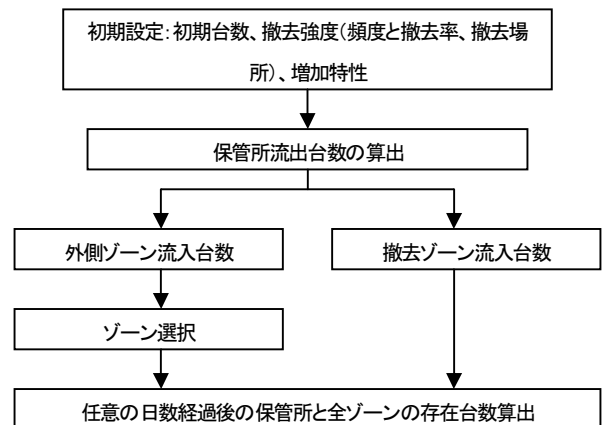 初期設定：初期台数、撤去強度（頻度と撤去率、撤去場
所）、増加特性
保管所流出台数の算出
外側ゾーン流入台数
撤去ゾーン流入台数
ゾーン選択
任意の日数経過後の保管所と全ゾーンの存在台数算出